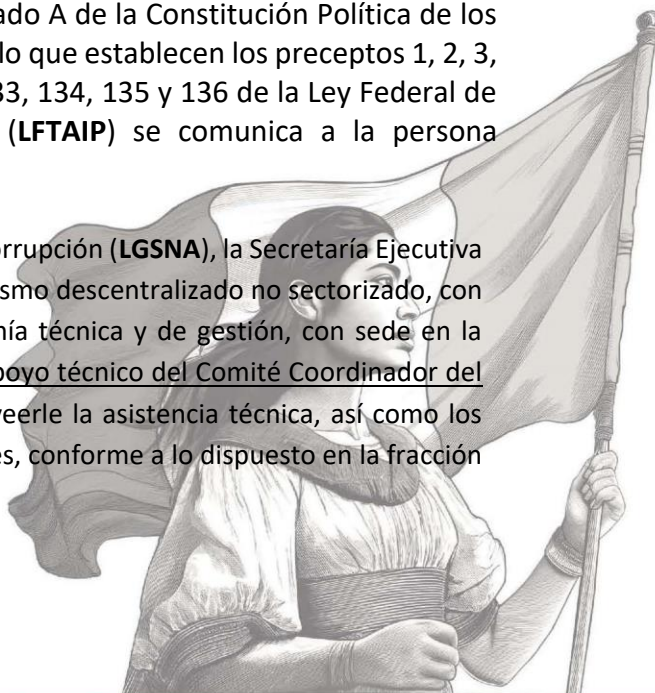 ado A de la Constitución Política de los
lo que establecen los preceptos 1, 2, 3,
33, 134, 135 y 136 de la Ley Federal de
(LFTAIP) se comunica a la persona
orrupción (LGSNA), la Secretaría Ejecutiva
ismo descentralizado no sectorizado, con
nía técnica y de gestión, con sede en la
poyo técnico del Comité Coordinador del
veerle la asistencia técnica, así como los
es, conforme a lo dispuesto en la fracción